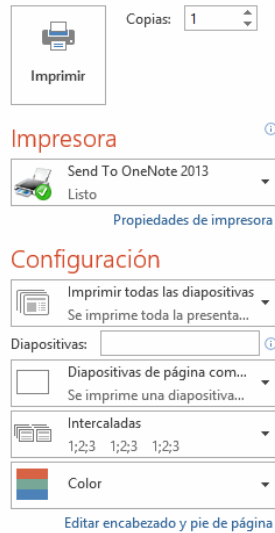 Copias: 1
Imprimir
Impresora
Send To OneNote 2013
Listo
Propiedades de impresora
Configuración
Imprimir todas las diapositivas
Se imprime toda la presenta...
Diapositivas:
Diapositivas de página com...
Se imprime una diapositiva...
Intercaladas
1;2;3 1;2;3 1;2;3
Color
Editar encabezado y pie de página